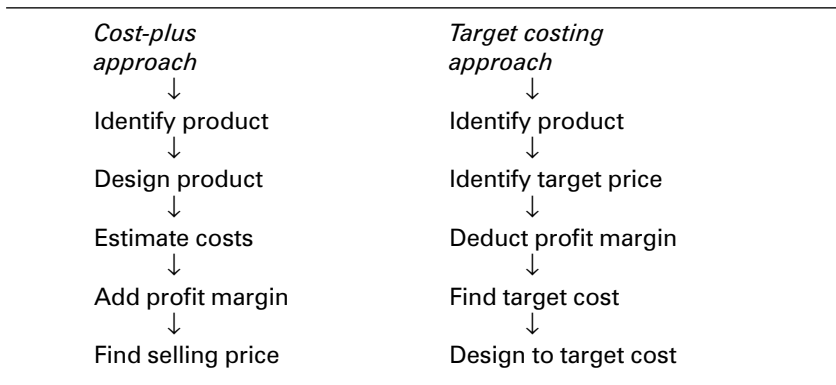 Cost-plus
approach
↓
Identify product
↓
Design product
↓
Estimate costs
↓
Add profit margin
↓
Find selling price
Target costing
approach
↓
Identify product
↓
Identify target price
↓
Deduct profit margin
↓
Find target cost
↓
Design to target cost